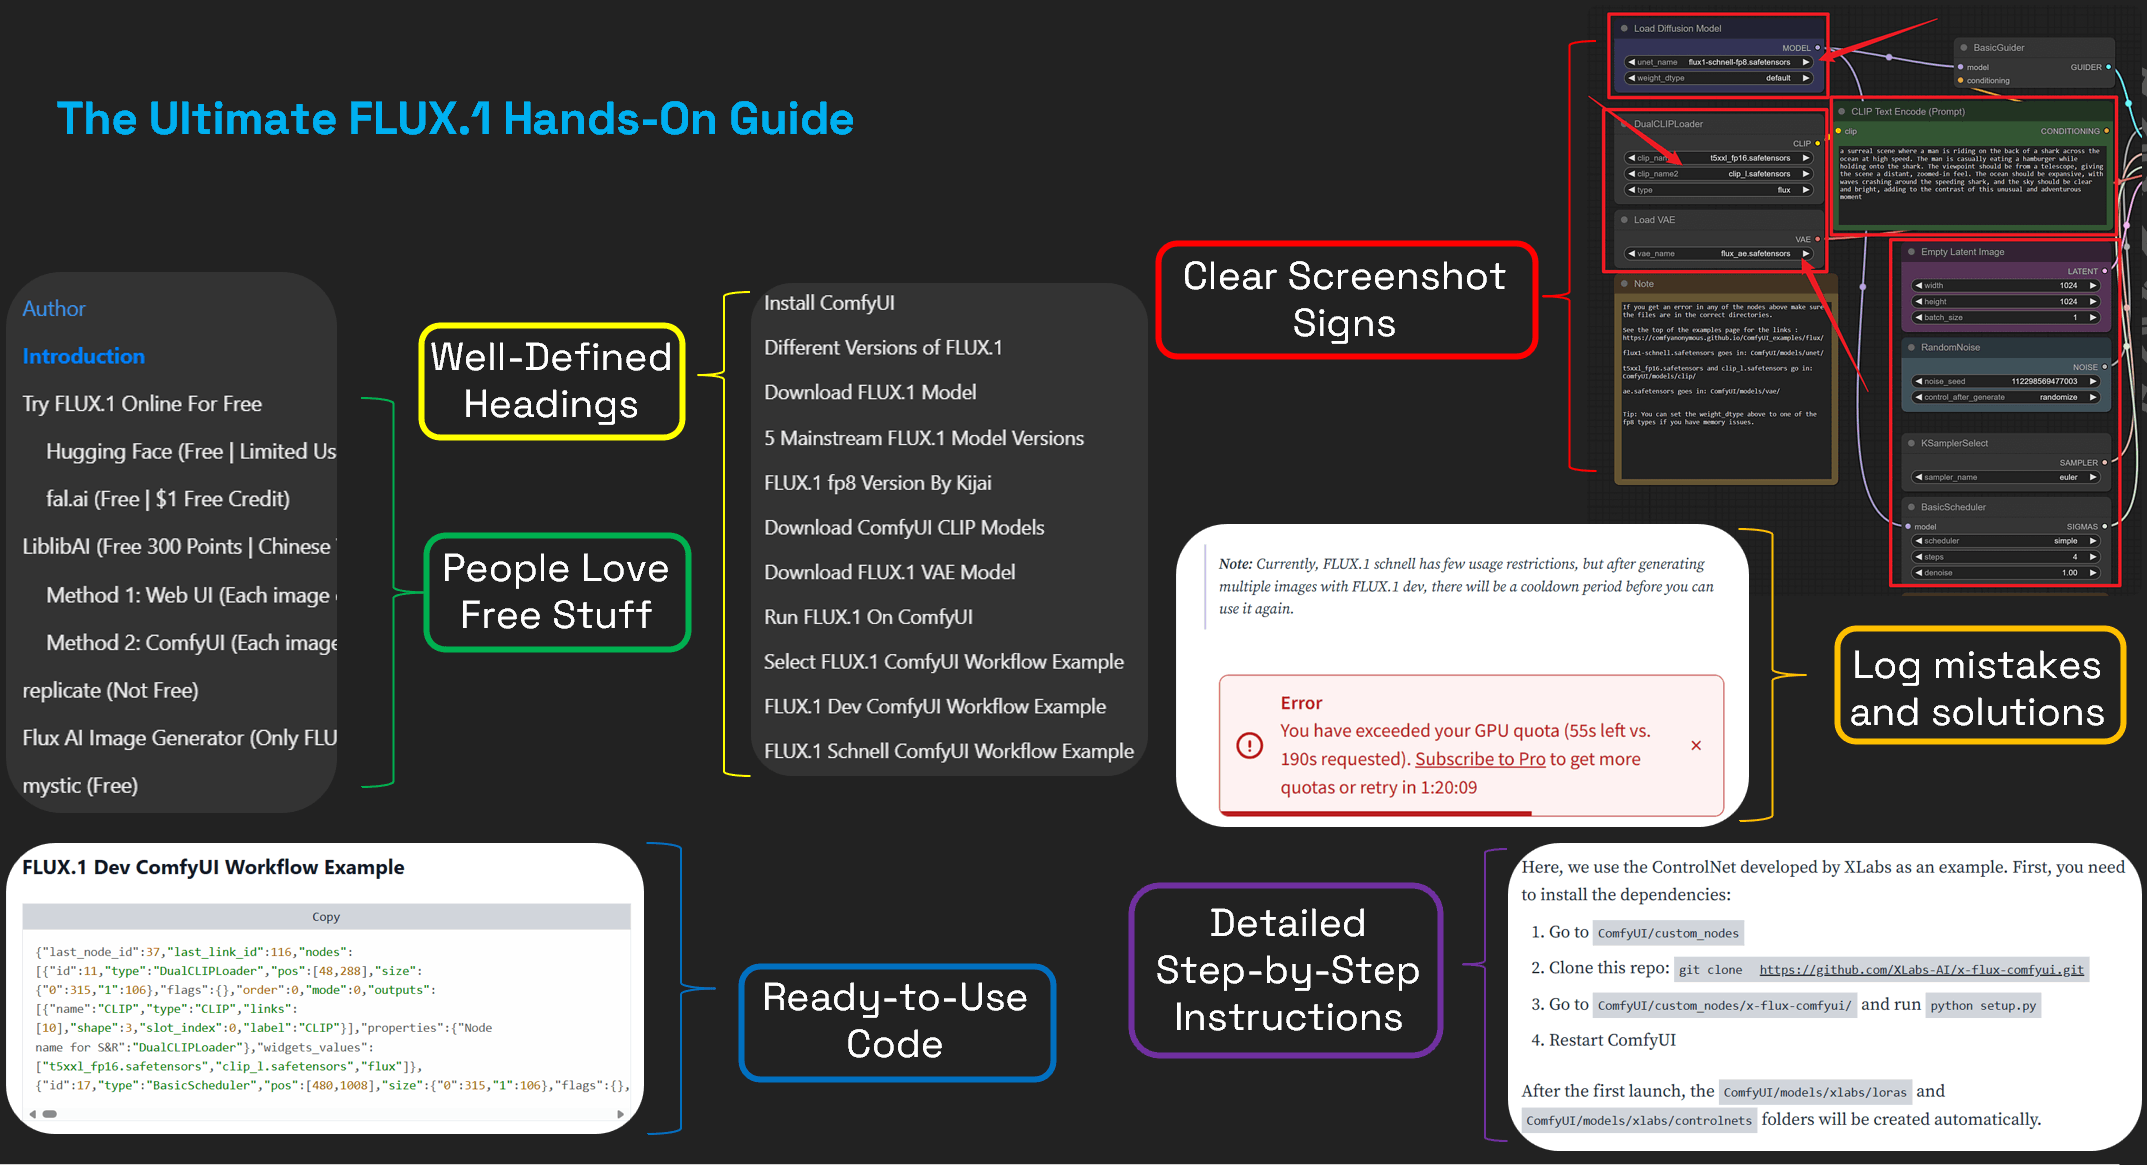 The Ultimate FLUX.1 Hands-On Guide
Author
Introduction
Try FLUX.1 Online For Free
Hugging Face (Free | Limited Us
fal.ai (Free | $1 Free Credit)
LiblibAI (Free 300 Points | Chinese
Method 1: Web UI (Each image
Method 2: ComfyUI (Each image
replicate (Not Free)
Flux AI Image Generator (Only FLU
mystic (Free)
Well-Defined
Headings
People Love
Free Stuff
Install ComfyUI
Different Versions of FLUX.1
Download FLUX.1 Model
5 Mainstream FLUX.1 Model Versions
FLUX.1 fp8 Version By Kijai
Download ComfyUI CLIP Models
Download FLUX.1 VAE Model
Run FLUX.1 On ComfyUI
Select FLUX.1 ComfyUI Workflow Example
FLUX.1 Dev ComfyUI Workflow Example
FLUX.1 Schnell ComfyUI Workflow Example
Clear Screenshot
Signs
Load Diffusion Model
MODEL
unet_name flux1-schnell-fp8.safetensors
weight_dtype default
DualCLIPLoader
CLIP
clip_na t5xxl_fp16.safetensors
clip_name2 clip_l.safetensors
type flux
Load VAE
VAE
vae_name flux_ae.safetensors
Note
If you get an error in any of the nodes above make sure
the files are in the correct directories.
See the top of the examples page for the links :
https://comfyanonymous.github.io/ComfyUI_examples/flux/
flux1-schnell.safetensors goes in: ComfyUI/models/unet/
t5xxl_fp16.safetensors and clip_l.safetensors go in:
ComfyUI/models/clip/
ae.safetensors goes in: ComfyUI/models/vae/
Tip: You can set the weight_dtype above to one of the
fp8 types if you have memory issues.
BasicGuider
model GUIDER
conditioning
CLIP Text Encode (Prompt)
clip CONDITIONING
a surreal scene where a man is riding on the back of a shark across the
ocean at high speed. The man is casually eating a hamburger while
holding onto the shark. The viewpoint should be from a telescope, giving
the scene a distant, zoomed-in feel. The ocean should be expansive, with
waves crashing around the speeding shark, and the sky should be clear
and bright, adding to the contrast of this unusual and adventurous
moment
Empty Latent Image
LATENT
width 1024
height 1024
batch_size 1
RandomNoise
NOISE
noise_seed 112298569477003
control_after_generate randomize
KSamplerSelect
SAMPLER
sampler_name euler
BasicScheduler
model SIGMAS
scheduler simple
steps 4
denoise 1.00
Note: Currently, FLUX.1 schnell has few usage restrictions, but after generating
multiple images with FLUX.1 dev, there will be a cooldown period before you can
use it again.
Error
You have exceeded your GPU quota (55s left vs.
190s requested). Subscribe to Pro to get more
quotas or retry in 1:20:09
Log mistakes
and solutions
FLUX.1 Dev ComfyUI Workflow Example
Copy
{"last_node_id":37,"last_link_id":116,"nodes":
[{"id":11,"type":"DualCLIPLoader","pos":[48,288],"size":
{"0":315,"1":106},"flags":{},"order":0,"mode":0,"outputs":
[{"name":"CLIP","type":"CLIP","links":
[10],"shape":3,"slot_index":0,"label":"CLIP"}],"properties":{"Node
name for S&R":"DualCLIPLoader"},"widgets_values":
["t5xxl_fp16.safetensors","clip_l.safetensors","flux"]},
{"id":17,"type":"BasicScheduler","pos":[480,1008],"size":{"0":315,"1":106},"flags":{},
Ready-to-Use
Code
Detailed
Step-by-Step
Instructions
Here, we use the ControlNet developed by XLabs as an example. First, you need
to install the dependencies:
1. Go to ComfyUI/custom_nodes
2. Clone this repo: git clone https://github.com/XLabs-AI/x-flux-comfyui.git
3. Go to ComfyUI/custom_nodes/x-flux-comfyui/ and run python setup.py
4. Restart ComfyUI
After the first launch, the ComfyUI/models/xlabs/loras and
ComfyUI/models/xlabs/controlnets folders will be created automatically.